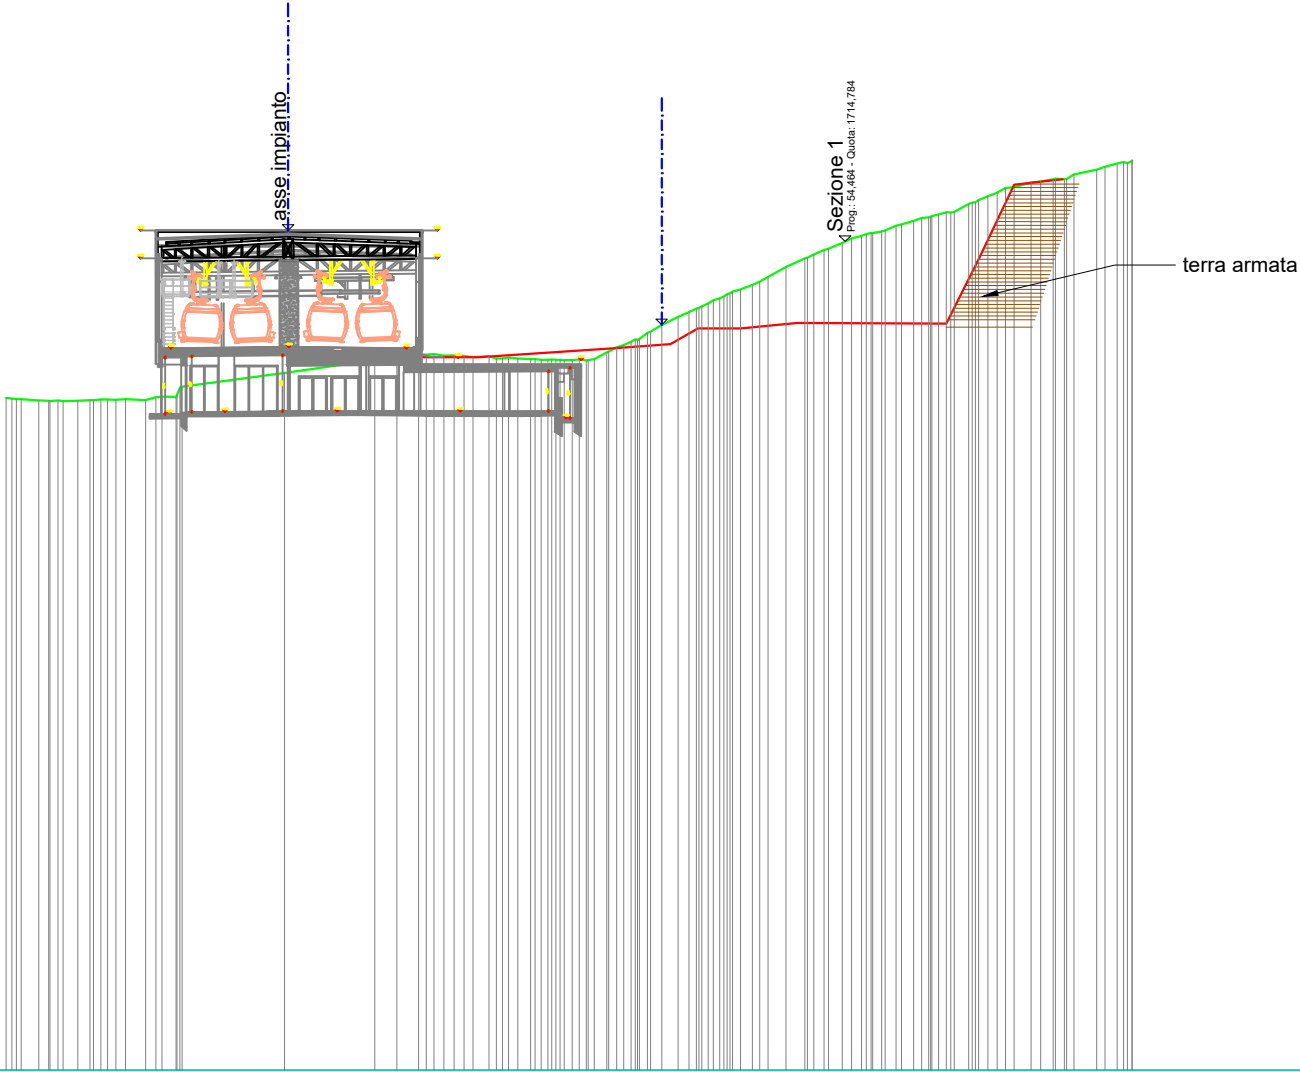 asse impianto
Sezione 1
Prog.: 54,464 - Quota: 1714,784
terra armata